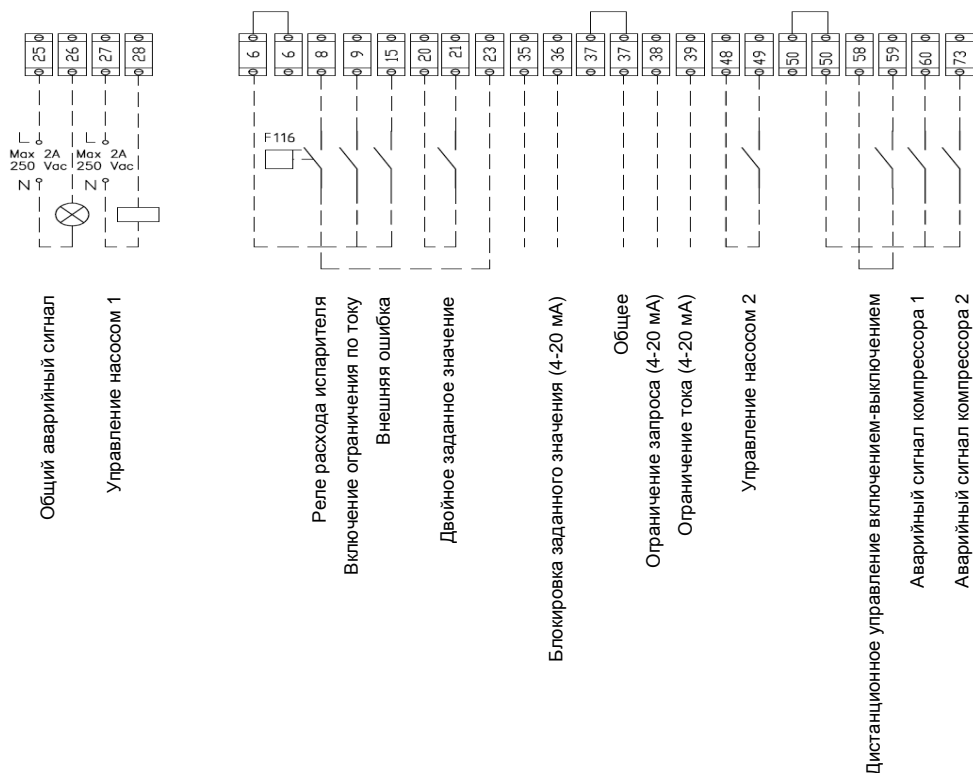 25 26 27 28
6 6 8 9 15 20 21 23 35 36 37 37 38 39 48 49 50 50 58 59 60 73
F116
L L
Max 2A Max 2A
250 Vac 250 Vac
N N
Общий аварийный сигнал
Управление насосом 1
Реле расхода испарителя
Включение ограничения по току
Внешняя ошибка
Двойное заданное значение
Блокировка заданного значения (4-20 мА)
Общее
Ограничение запроса (4-20 мА)
Ограничение тока (4-20 мА)
Управление насосом 2
Дистанционное управление включением-выключением
Аварийный сигнал компрессора 1
Аварийный сигнал компрессора 2